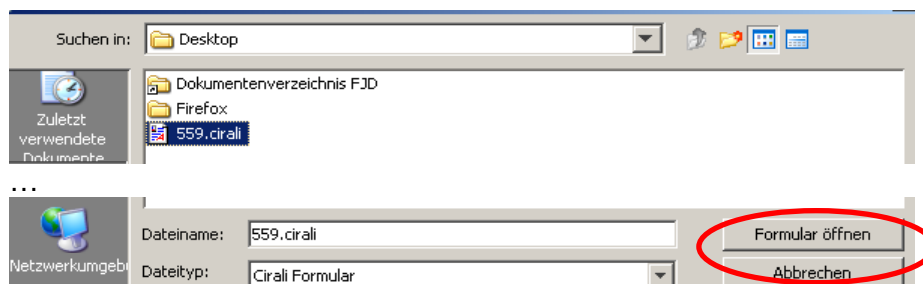 Suchen in: Desktop
Dokumentenverzeichnis FJD
Firefox
559.cirali
Zuletzt
verwendete
Dokumente
...
Dateiname: 559.cirali Formular öffnen
Netzwerkumgeb
Dateityp: Cirali Formular Abbrechen